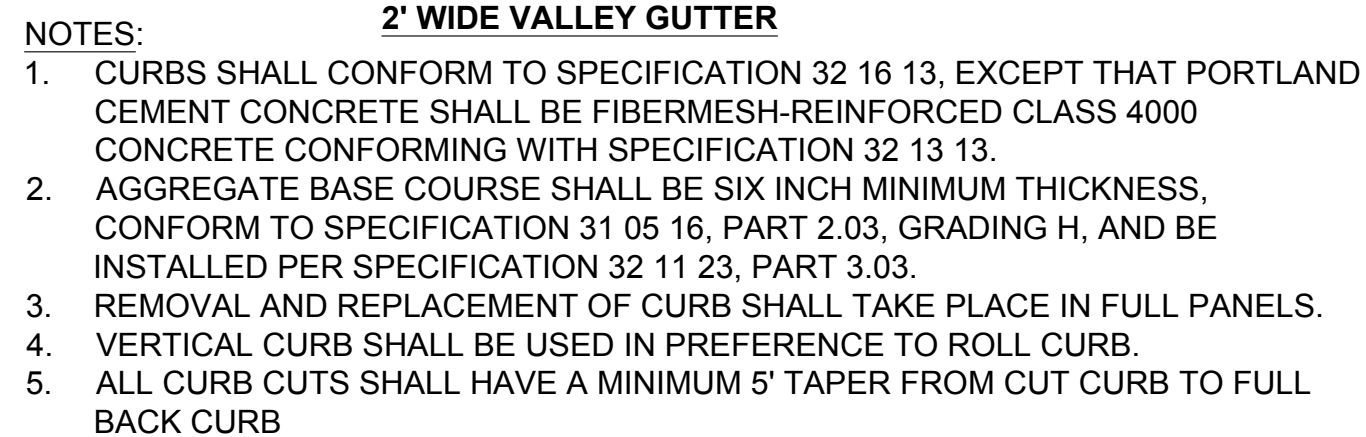 2' WIDE VALLEY GUTTER
NOTES:
1. CURBS SHALL CONFORM TO SPECIFICATION 32 16 13, EXCEPT THAT PORTLAND
CEMENT CONCRETE SHALL BE FIBERMESH-REINFORCED CLASS 4000
CONCRETE CONFORMING WITH SPECIFICATION 32 13 13.
2. AGGREGATE BASE COURSE SHALL BE SIX INCH MINIMUM THICKNESS,
CONFORM TO SPECIFICATION 31 05 16, PART 2.03, GRADING H, AND BE
INSTALLED PER SPECIFICATION 32 11 23, PART 3.03.
3. REMOVAL AND REPLACEMENT OF CURB SHALL TAKE PLACE IN FULL PANELS.
4. VERTICAL CURB SHALL BE USED IN PREFERENCE TO ROLL CURB.
5. ALL CURB CUTS SHALL HAVE A MINIMUM 5' TAPER FROM CUT CURB TO FULL
BACK CURB